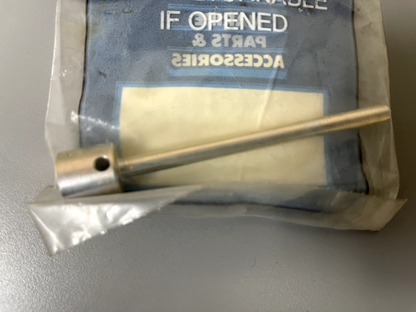 IF OPENED
PARTS &
ACCESSORIES